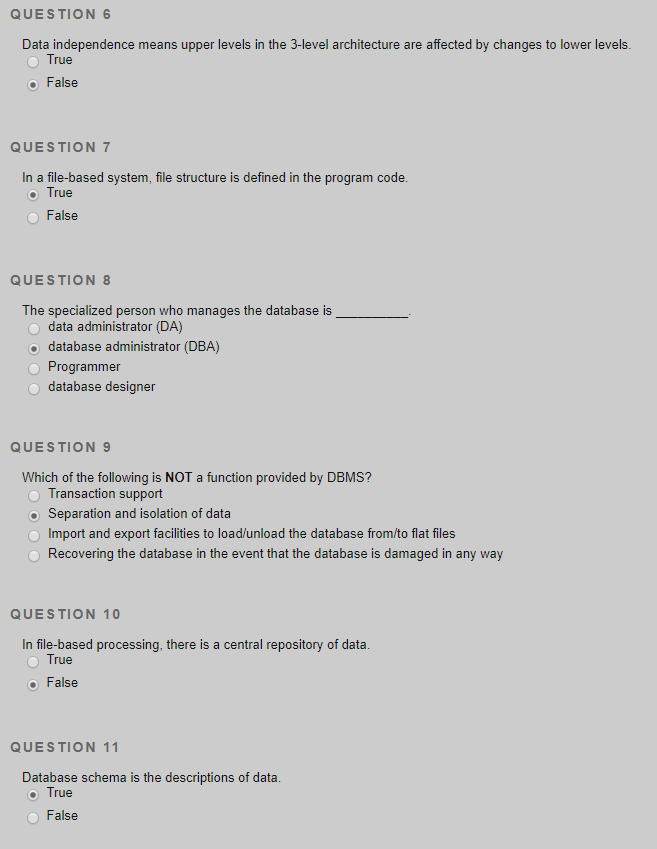 QUESTION 6
Data independence means upper levels in the 3-level architecture are affected by changes to lower levels.
True
False
QUESTION 7
In a file-based system, file structure is defined in the program code.
True
False
QUESTION 8
The specialized person who manages the database is __________.
data administrator (DA)
database administrator (DBA)
Programmer
database designer
QUESTION 9
Which of the following is NOT a function provided by DBMS?
Transaction support
Separation and isolation of data
Import and export facilities to load/unload the database from/to flat files
Recovering the database in the event that the database is damaged in any way
QUESTION 10
In file-based processing, there is a central repository of data.
True
False
QUESTION 11
Database schema is the descriptions of data.
True
False